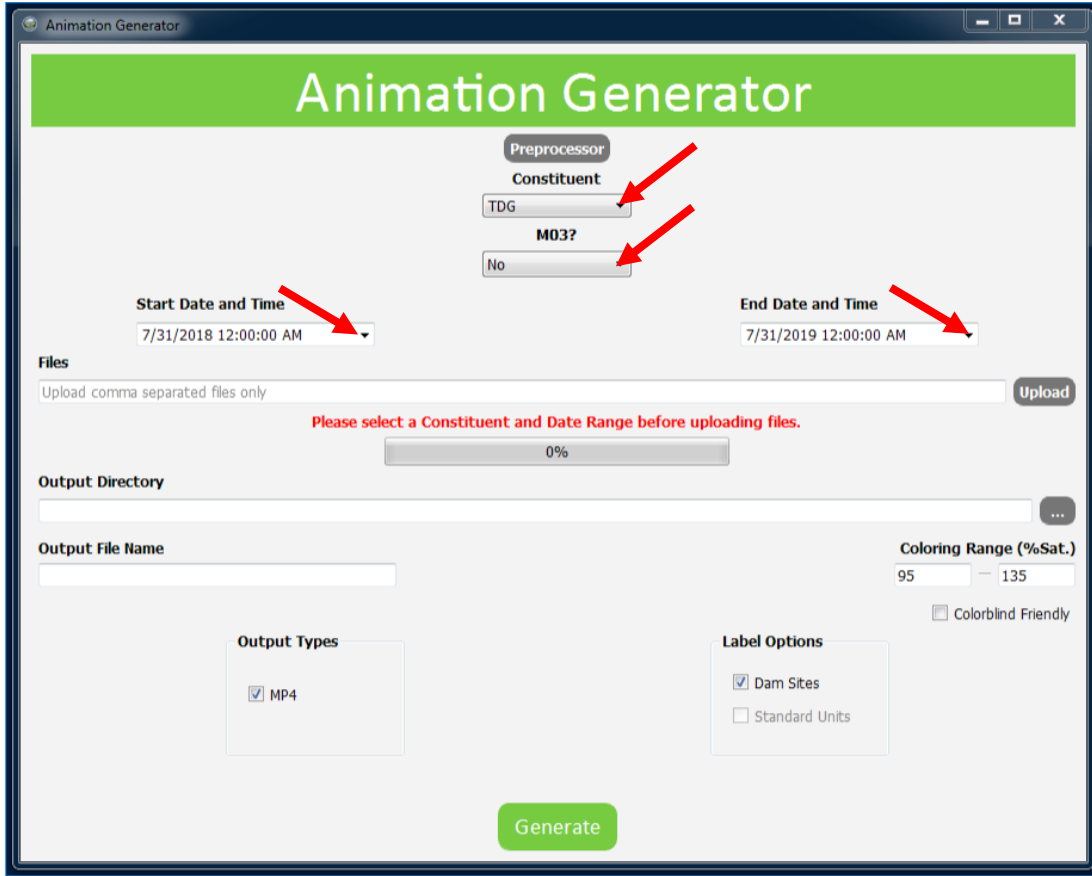 Animation Generator
Animation Generator
Preprocessor
Constituent
TDG
M03?
No
Start Date and Time
End Date and Time
7/31/2018 12:00:00 AM
7/31/2019 12:00:00 AM
Files
Upload comma separated files only
Upload
Please select a Constituent and Date Range before uploading files.
0%
Output Directory
...
Output File Name
Coloring Range (%Sat.)
95 — 135
Colorblind Friendly
Output Types
Label Options
MP4
Dam Sites
Standard Units
Generate